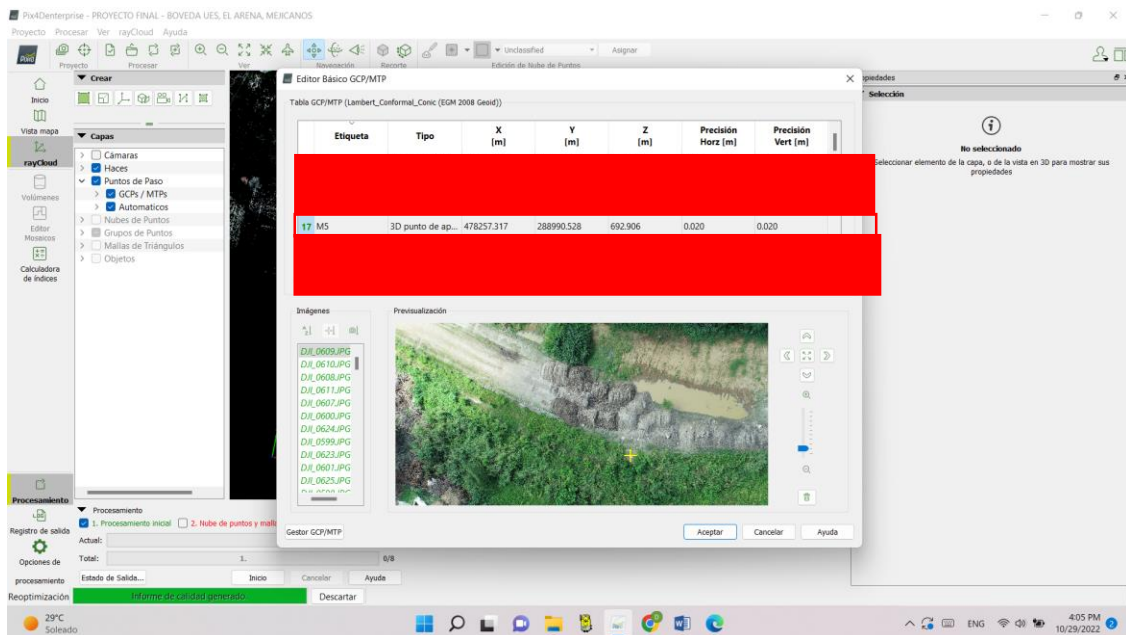 Pix4Denterprise - PROYECTO FINAL - BOVEDA UES, EL ARENA, MEJICANOS
Proyecto Procesar Ver rayCloud Ayuda
Unclassified
Asignar
Proyecto
Procesar
Ver
Navegación
Recorte
Edición de Nube de Puntos
Inicio
Vista mapa
rayCloud
Volúmenes
Editor
Mosaicos
Calculadora
de índices
Crear
Capas
Cámaras
Haces
Puntos de Paso
GCPs / MTPs
Automaticos
Nubes de Puntos
Grupos de Puntos
Mallas de Triángulos
Objetos
Editor Básico GCP/MTP
Tabla GCP/MTP (Lambert_Conformal_Conic (EGM 2008 Geoid))
Etiqueta Tipo X [m] Y [m] Z [m] Precisión Horz [m] Precisión Vert [m]
17 M5 3D punto de ap... 478257.317 288990.528 692.906 0.020 0.020
Imágenes
Previsualización
DJI_0609.JPG
DJI_0610.JPG
DJI_0608.JPG
DJI_0611.JPG
DJI_0607.JPG
DJI_0600.JPG
DJI_0624.JPG
DJI_0599.JPG
DJI_0623.JPG
DJI_0601.JPG
DJI_0625.JPG
Gestor GCP/MTP
Aceptar
Cancelar
Ayuda
opiedades
Selección
No seleccionado
Seleccionar elemento de la capa, o de la vista en 3D para mostrar sus
propiedades
Procesamiento
Registro de salida
Opciones de
procesamiento
Reoptimización
Procesamiento
1. Procesamiento inicial 2. Nube de puntos y mall
Actual:
Total: 1. 0/8
Estado de Salida... Inicio Cancelar Ayuda
Informe de calidad generado
Descartar
29°C
Soleado
ENG
4:05 PM
10/29/2022
2